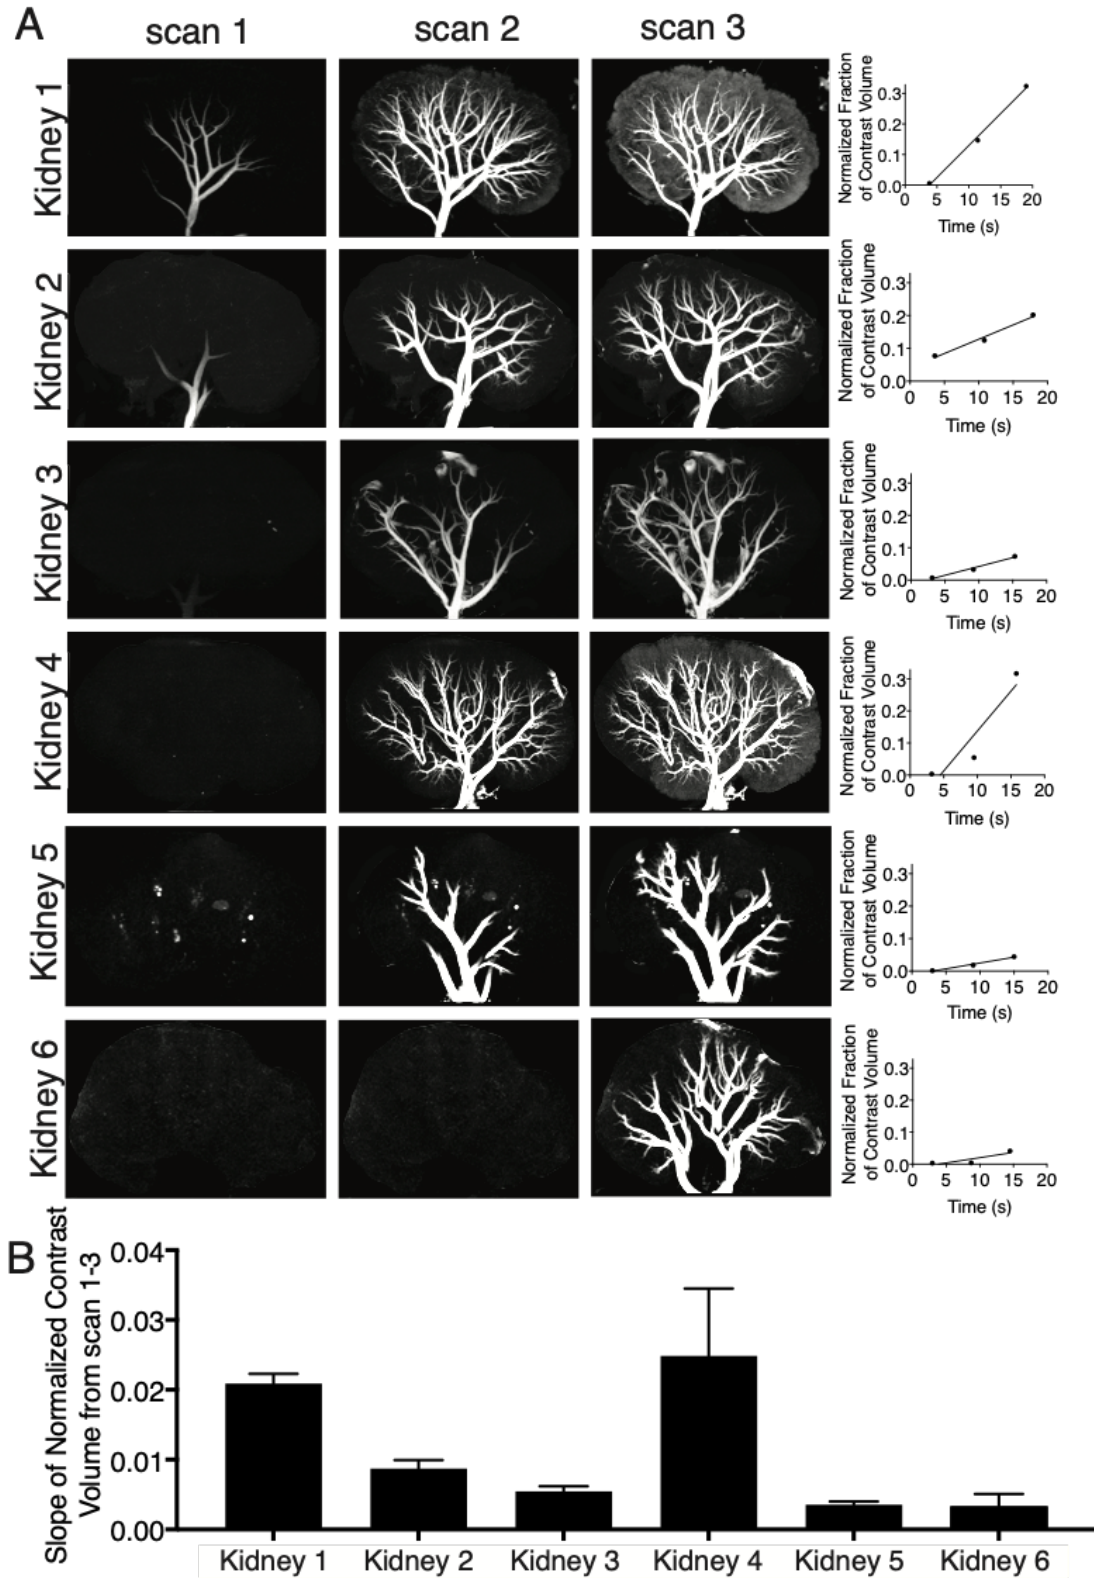 A
scan 1
scan 2
scan 3
Kidney 1
Normalized Fraction
of Contrast Volume
0.3
0.2
0.1
0.0
0 5 10 15 20
Time (s)
Kidney 2
Normalized Fraction
of Contrast Volume
0.3
0.2
0.1
0.0
0 5 10 15 20
Time (s)
Kidney 3
Normalized Fraction
of Contrast Volume
0.3
0.2
0.1
0.0
0 5 10 15 20
Time (s)
Kidney 4
Normalized Fraction
of Contrast Volume
0.3
0.2
0.1
0.0
0 5 10 15 20
Time (s)
Kidney 5
Normalized Fraction
of Contrast Volume
0.3
0.2
0.1
0.0
0 5 10 15 20
Time (s)
Kidney 6
Normalized Fraction
of Contrast Volume
0.3
0.2
0.1
0.0
0 5 10 15 20
Time (s)
B
Slope of Normalized Contrast
Volume from scan 1-3
0.04
0.03
0.02
0.01
0.00
Kidney 1 Kidney 2 Kidney 3 Kidney 4 Kidney 5 Kidney 6